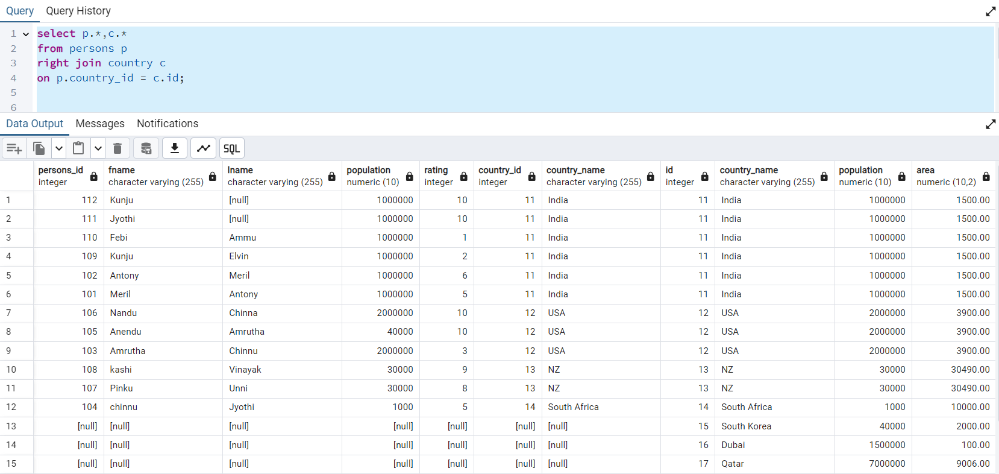 Query Query History
1 select p.*,c.*
2 from persons p
3 right join country c
4 on p.country_id = c.id;
5
6
Data Output Messages Notifications
SQL
persons_id fname lname population rating country_id country_name id country_name population area
integer character varying (255) character varying (255) numeric (10) integer integer character varying (255) integer character varying (255) numeric (10) numeric (10,2)
1 112 Kunju [null] 1000000 10 11 India 11 India 1000000 1500.00
2 111 Jyothi [null] 1000000 10 11 India 11 India 1000000 1500.00
3 110 Febi Ammu 1000000 1 11 India 11 India 1000000 1500.00
4 109 Kunju Elvin 1000000 2 11 India 11 India 1000000 1500.00
5 102 Antony Meril 1000000 6 11 India 11 India 1000000 1500.00
6 101 Meril Antony 1000000 5 11 India 11 India 1000000 1500.00
7 106 Nandu Chinna 2000000 10 12 USA 12 USA 2000000 3900.00
8 105 Anendu Amrutha 40000 10 12 USA 12 USA 2000000 3900.00
9 103 Amrutha Chinnu 2000000 3 12 USA 12 USA 2000000 3900.00
10 108 kashi Vinayak 30000 9 13 NZ 13 NZ 30000 30490.00
11 107 Pinku Unni 30000 8 13 NZ 13 NZ 30000 30490.00
12 104 chinnu Jyothi 1000 5 14 South Africa 14 South Africa 1000 10000.00
13 [null] [null] [null] [null] [null] [null] [null] 15 South Korea 40000 2000.00
14 [null] [null] [null] [null] [null] [null] [null] 16 Dubai 1500000 100.00
15 [null] [null] [null] [null] [null] [null] [null] 17 Qatar 7000000 9006.00